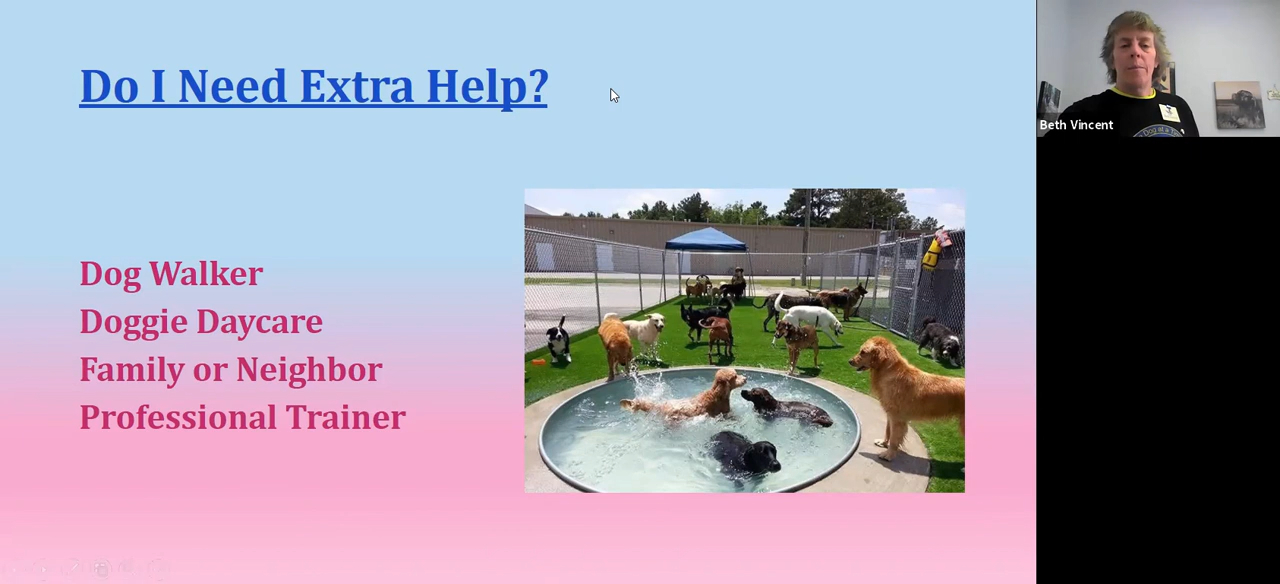 Do I Need Extra Help?
Dog Walker
Doggie Daycare
Family or Neighbor
Professional Trainer
Beth Vincent